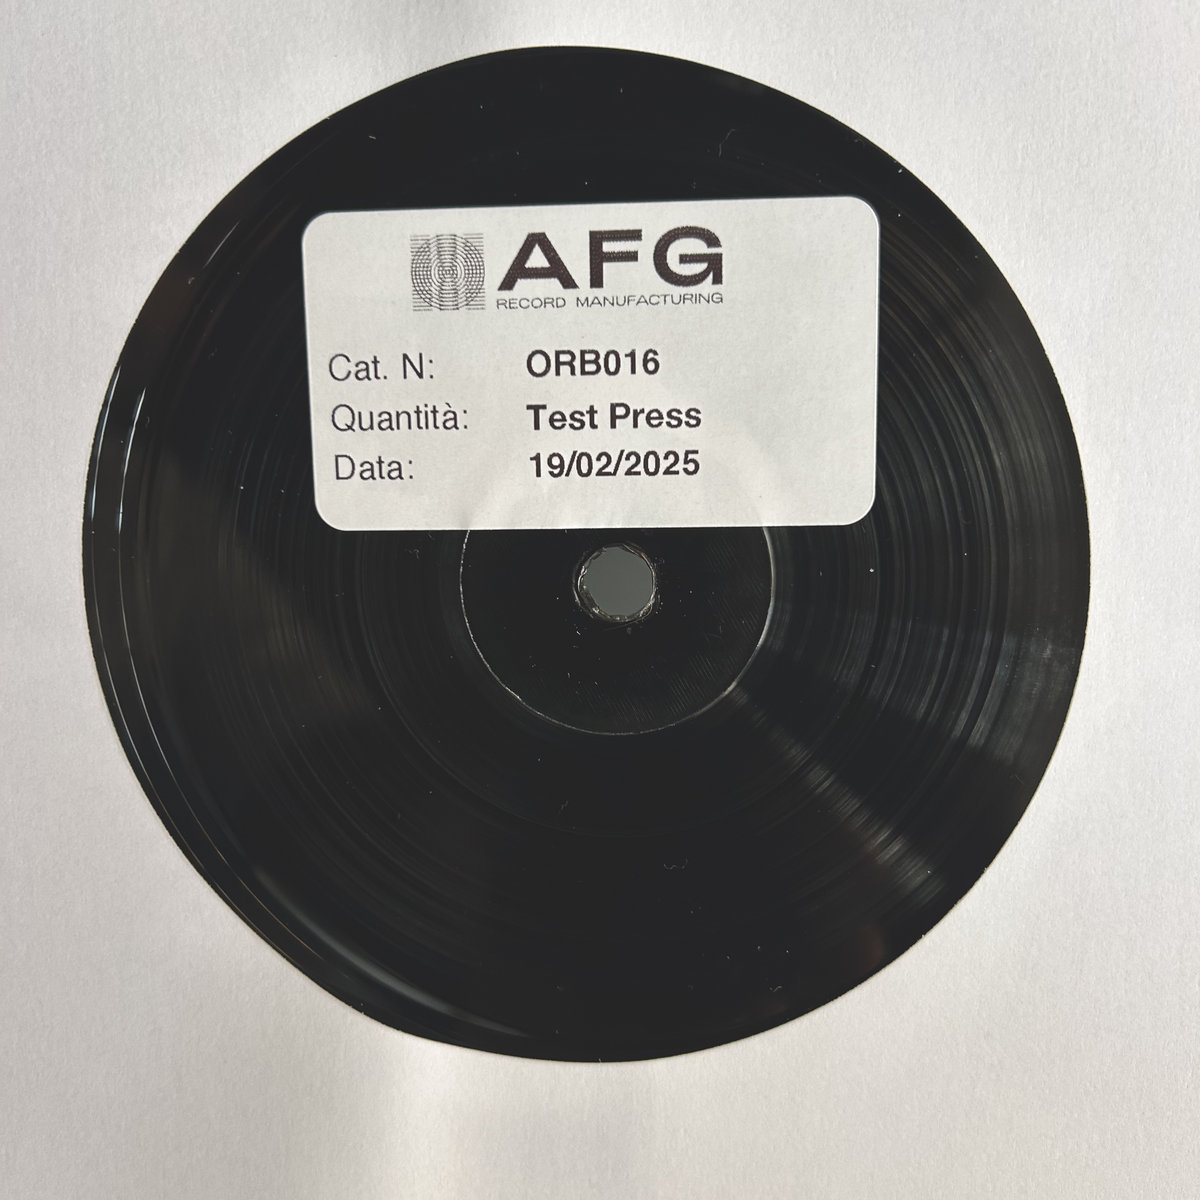 AFG
RECORD MANUFACTURING
Cat. N: ORB016
Quantità: Test Press
Data: 19/02/2025